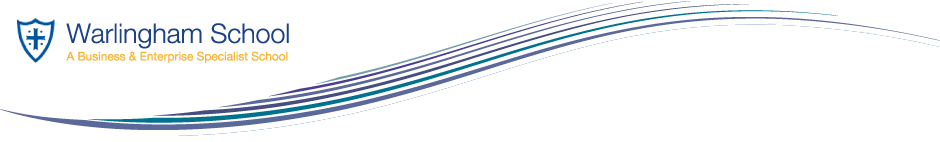 Warlingham School
A Business & Enterprise Specialist School